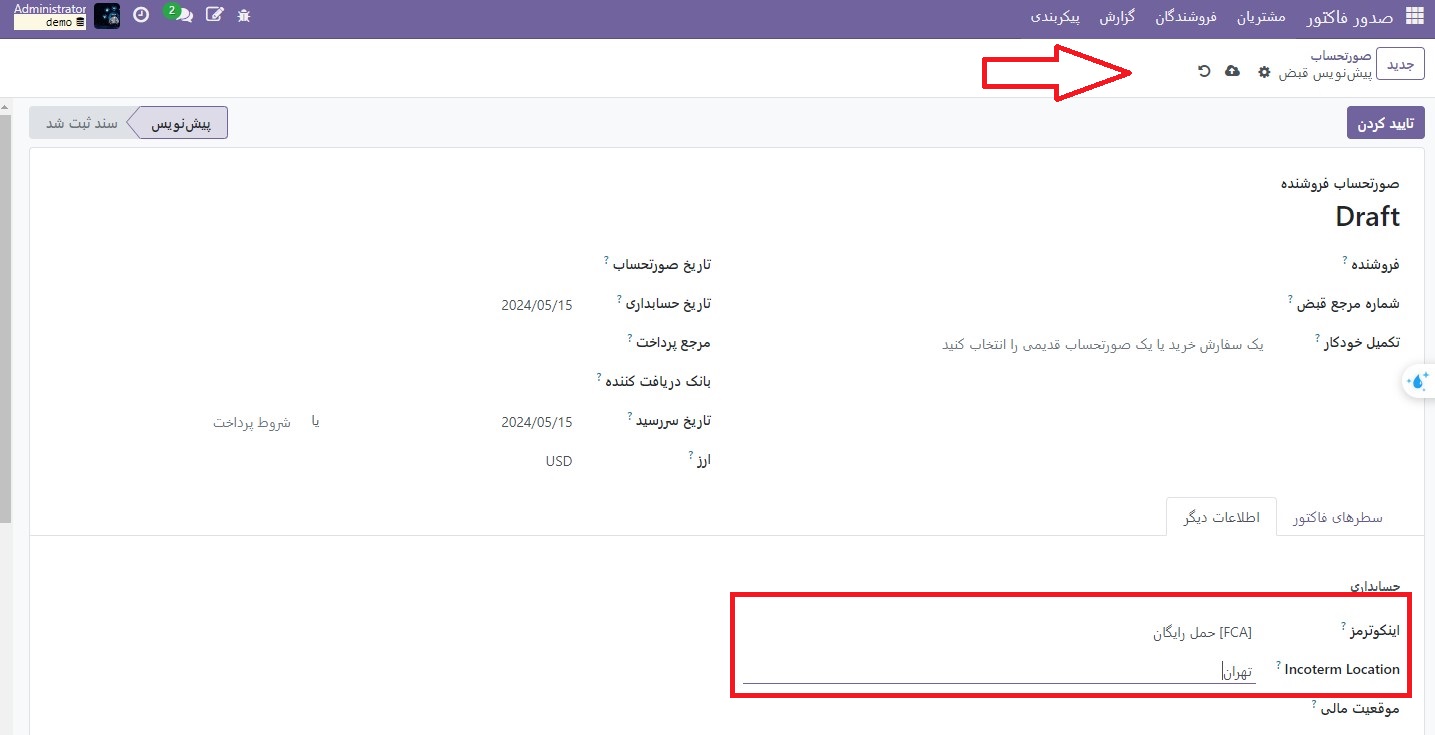 صدور فاکتور مشتریان فروشندگان گزارش پیکربندی
2
Administrator
demo
جدید
صورتحساب
پیش‌نویس قبض
تایید کردن
پیش‌نویس
سند ثبت شد
صورتحساب فروشنده
Draft
فروشنده ?
شماره مرجع قبض ?
تکمیل خودکار ? یک سفارش خرید یا یک صورتحساب قدیمی را انتخاب کنید
تاریخ صورتحساب ?
تاریخ حسابداری ? 2024/05/15
مرجع پرداخت ?
بانک دریافت کننده ?
تاریخ سررسید ? 2024/05/15 یا شروط پرداخت
ارز ? USD
سطرهای فاکتور اطلاعات دیگر
حسابداری
اینکوترمز ? [FCA] حمل رایگان
Incoterm Location ? تهران
موقعیت مالی ?